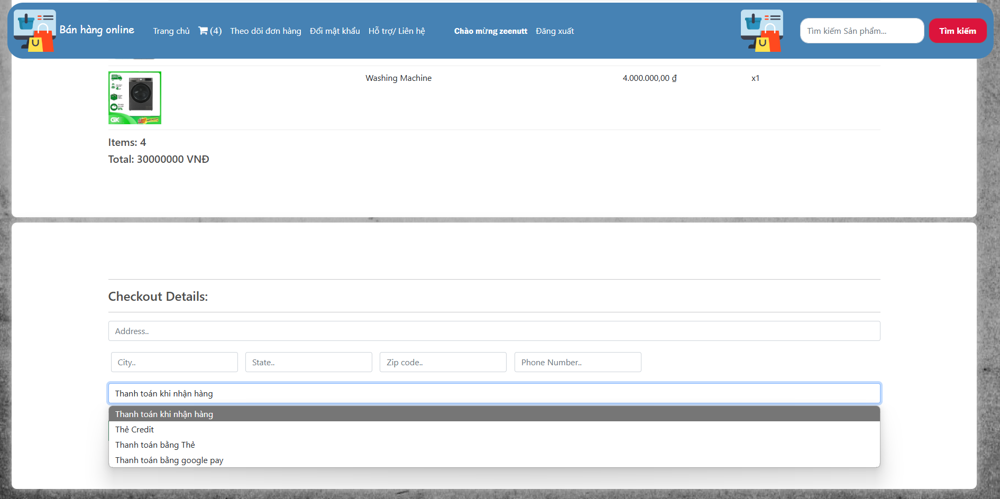 Bán hàng online
Trang chủ
(4)
Theo dõi đơn hàng
Đổi mật khẩu
Hỗ trợ/ Liên hệ
Chào mừng zeenutt
Đăng xuất
Tìm kiếm Sản phẩm...
Tìm kiếm
Washing Machine
4.000.000,00 ₫
x1
GK
Items: 4
Total: 30000000 VNĐ
Checkout Details:
Address..
City..
State..
Zip code..
Phone Number..
Thanh toán khi nhận hàng
Thanh toán khi nhận hàng
Thẻ Credit
Thanh toán bằng Thẻ
Thanh toán bằng google pay